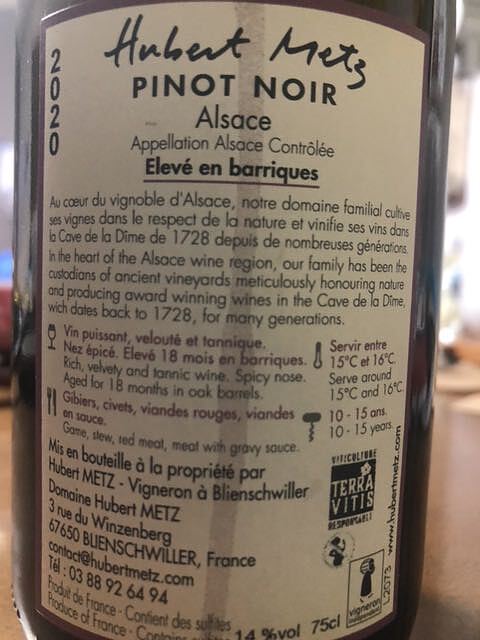 2020
Hubert Metz
PINOT NOIR
Alsace
Appellation Alsace Contrôlée
Elevé en barriques
Au cœur du vignoble d'Alsace, notre domaine familial cultive
ses vignes dans le respect de la nature et vinifie ses vins dans
la Cave de la Dîme de 1728 depuis de nombreuses générations.
In the heart of the Alsace wine region, our family has been the
custodians of ancient vineyards meticulously honouring nature
and producing award winning wines in the Cave de la Dîme,
wich dates back to 1728, for many generations.
Vin puissant, velouté et tannique.
Nez épicé. Elevé 18 mois en barriques.
Rich, velvety and tannic wine. Spicy nose.
Aged for 18 months in oak barrels.
Servir entre
15°C et 16°C.
Serve around
15°C and 16°C.
Gibiers, civets, viandes rouges, viandes
en sauce.
Game, stew, red meat, meat with gravy sauce.
10 - 15 ans.
10 - 15 years.
Mis en bouteille à la propriété par
Hubert METZ - Vigneron à Blienschwiller
Domaine Hubert METZ
3 rue du Winzenberg
67650 BLIENSCHWILLER, France
contact@hubertmetz.com
Tél : 03 88 92 64 94
Produit de France - Contient des sulfites
Produce of France - Contains sulfites
14 %vol 75cl
VITICULTURE
TERRA
VITIS
RESPONSABLE
www.hubertmetz.com
L2073
vigneron
indépendant